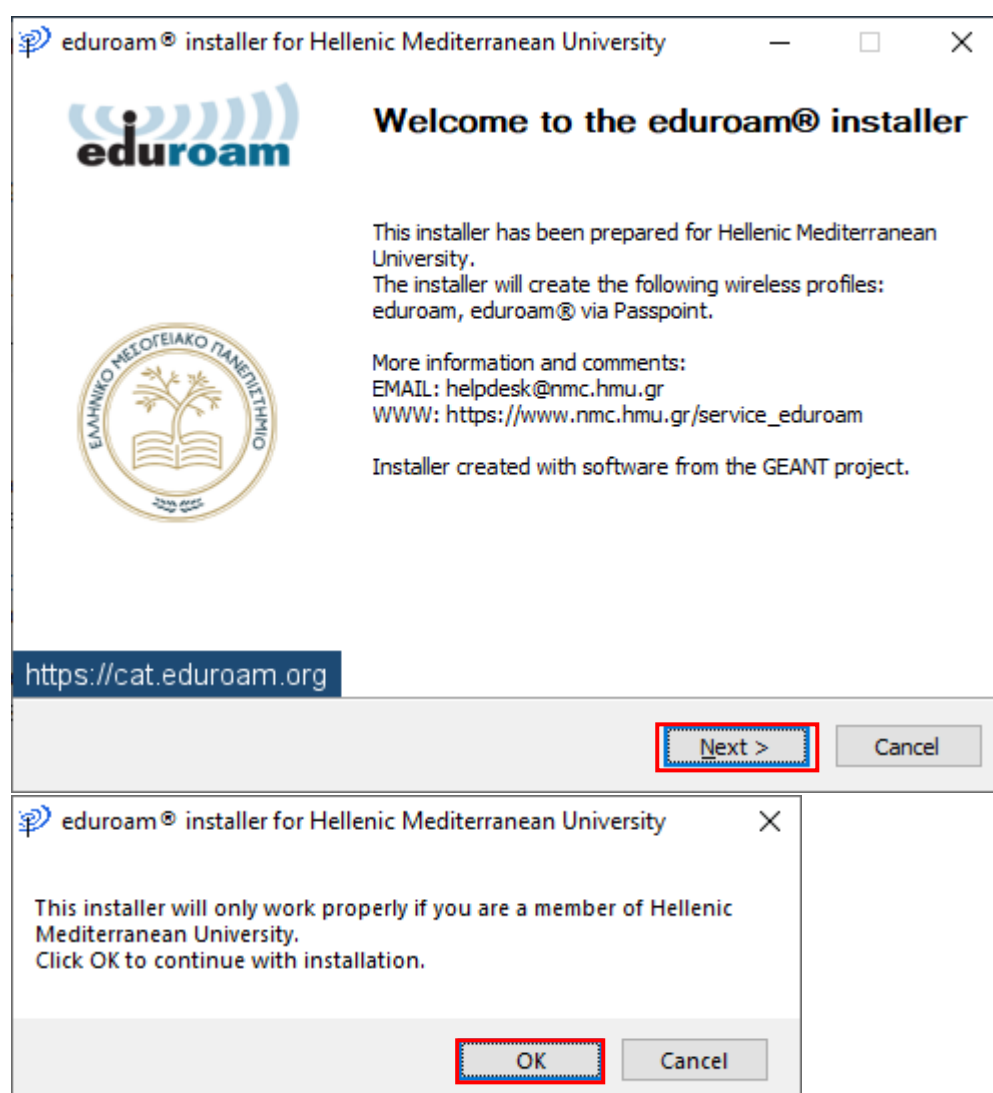 eduroam® installer for Hellenic Mediterranean University
eduroam
Welcome to the eduroam® installer
This installer has been prepared for Hellenic Mediterranean
University.
The installer will create the following wireless profiles:
eduroam, eduroam® via Passpoint.
More information and comments:
EMAIL: helpdesk@nmc.hmu.gr
WWW: https://www.nmc.hmu.gr/service_eduroam
Installer created with software from the GEANT project.
ΕΛΛΗΝΙΚΟ ΜΕΣΟΓΕΙΑΚΟ ΠΑΝΕΠΙΣΤΗΜΙΟ
https://cat.eduroam.org
Next >
Cancel
eduroam® installer for Hellenic Mediterranean University
This installer will only work properly if you are a member of Hellenic
Mediterranean University.
Click OK to continue with installation.
OK
Cancel